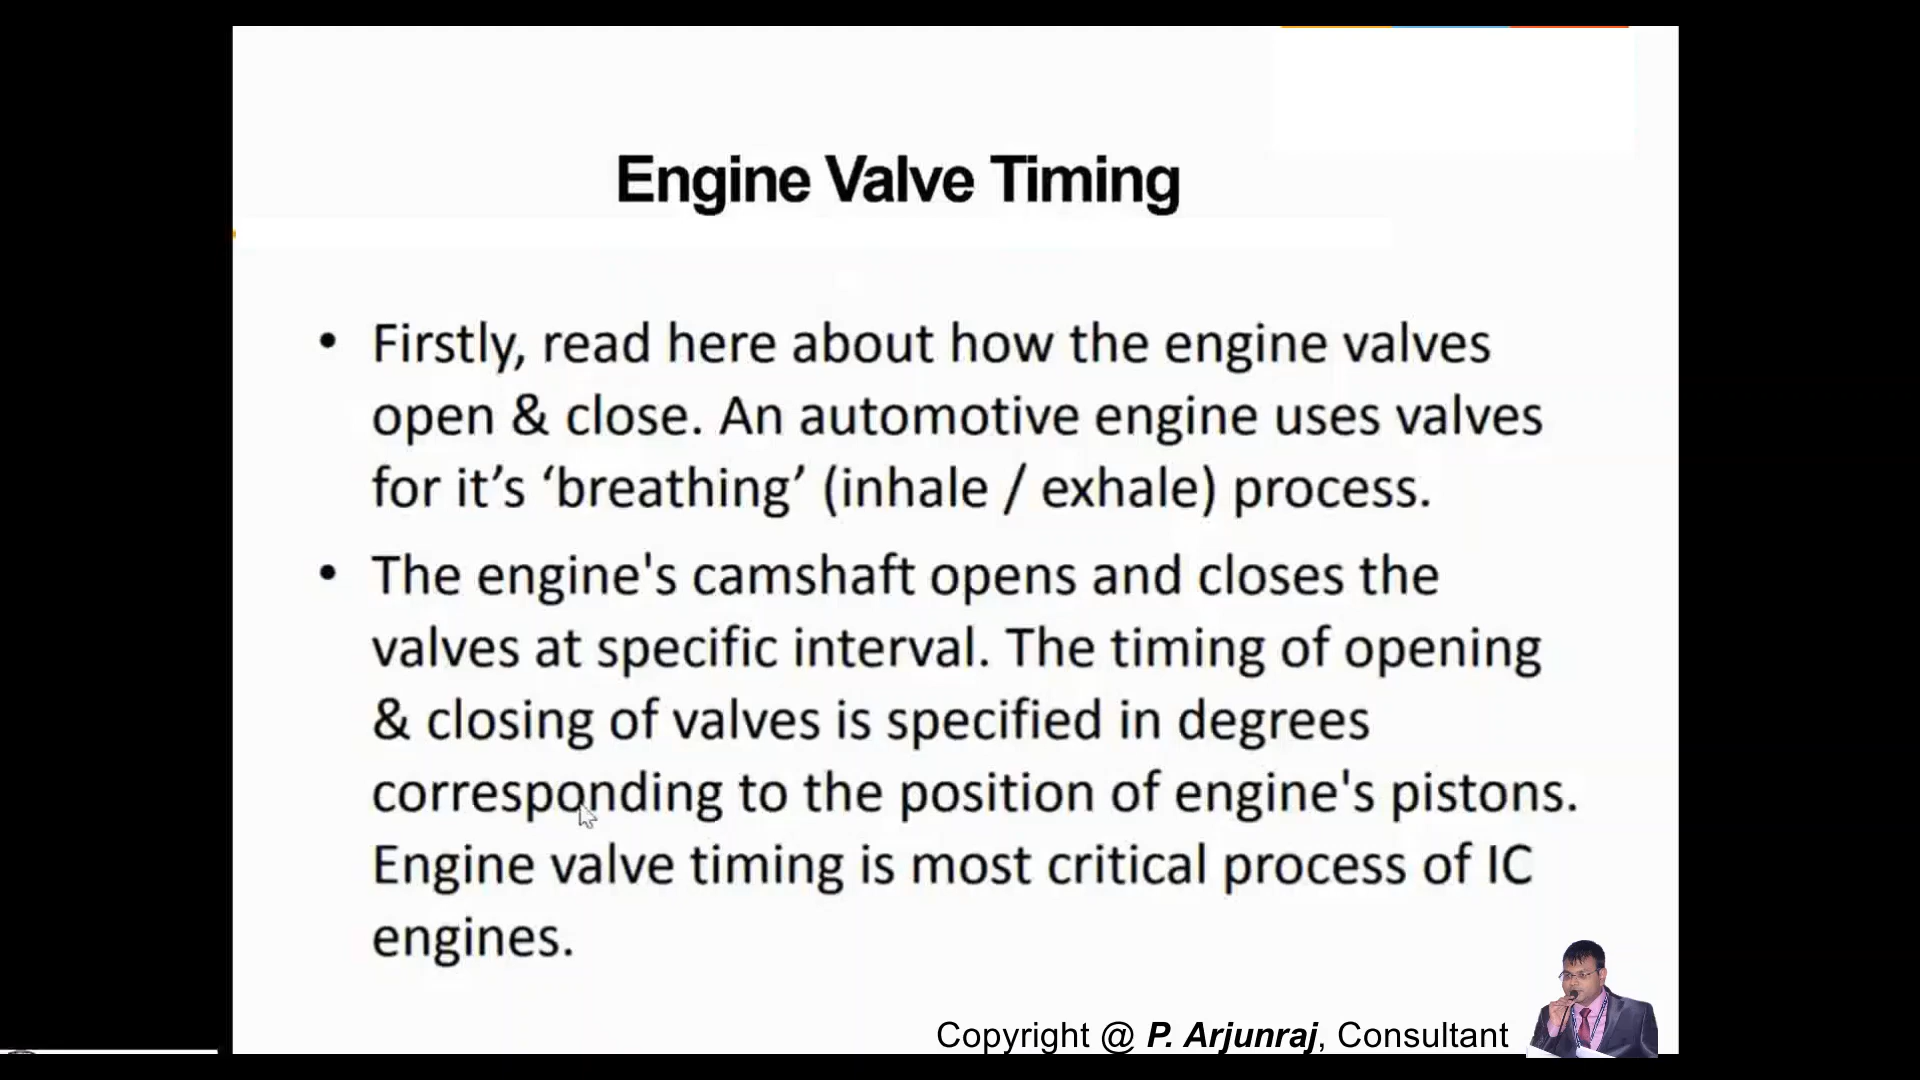 Engine Valve Timing
• Firstly, read here about how the engine valves
open & close. An automotive engine uses valves
for it’s ‘breathing’ (inhale / exhale) process.
• The engine's camshaft opens and closes the
valves at specific interval. The timing of opening
& closing of valves is specified in degrees
corresponding to the position of engine's pistons.
Engine valve timing is most critical process of IC
engines.
Copyright @ P. Arjunraj, Consultant